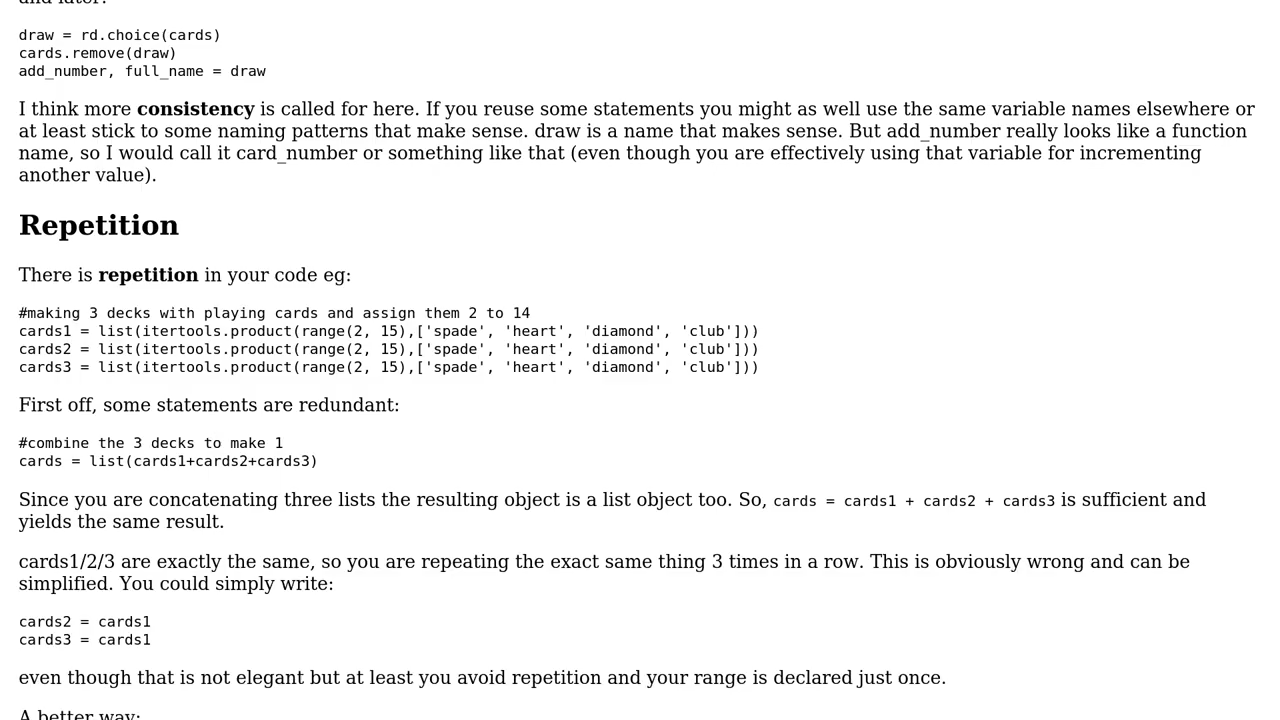 and later:
draw = rd.choice(cards)
cards.remove(draw)
add_number, full_name = draw
I think more consistency is called for here. If you reuse some statements you might as well use the same variable names elsewhere or
at least stick to some naming patterns that make sense. draw is a name that makes sense. But add_number really looks like a function
name, so I would call it card_number or something like that (even though you are effectively using that variable for incrementing
another value).
Repetition
There is repetition in your code eg:
#making 3 decks with playing cards and assign them 2 to 14
cards1 = list(itertools.product(range(2, 15),['spade', 'heart', 'diamond', 'club']))
cards2 = list(itertools.product(range(2, 15),['spade', 'heart', 'diamond', 'club']))
cards3 = list(itertools.product(range(2, 15),['spade', 'heart', 'diamond', 'club']))
First off, some statements are redundant:
#combine the 3 decks to make 1
cards = list(cards1+cards2+cards3)
Since you are concatenating three lists the resulting object is a list object too. So, cards = cards1 + cards2 + cards3 is sufficient and
yields the same result.
cards1/2/3 are exactly the same, so you are repeating the exact same thing 3 times in a row. This is obviously wrong and can be
simplified. You could simply write:
cards2 = cards1
cards3 = cards1
even though that is not elegant but at least you avoid repetition and your range is declared just once.
A better way: